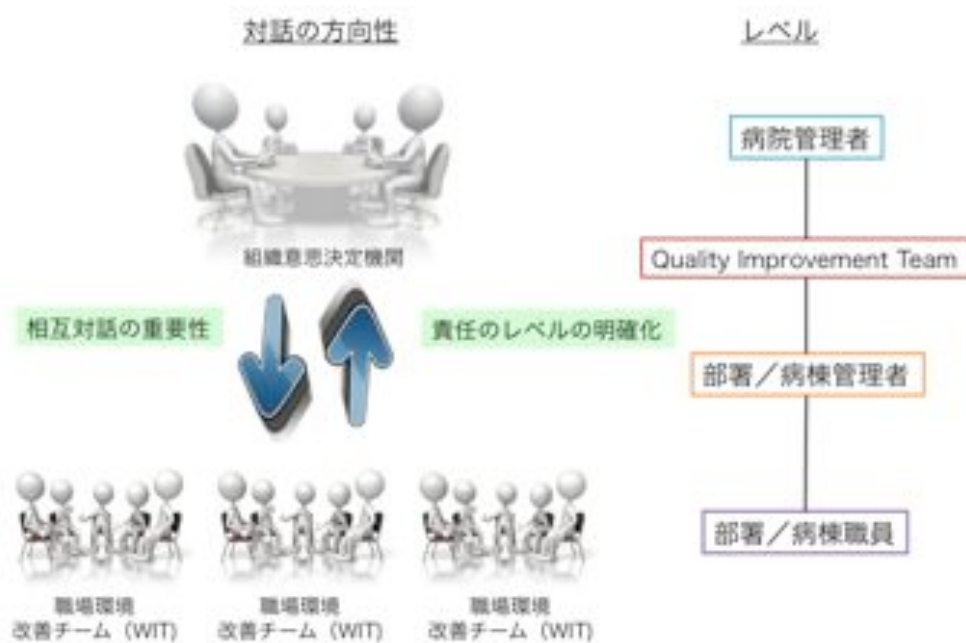 対話の方向性
レベル
病院管理者
組織意思決定機関
Quality Improvement Team
相互対話の重要性
責任のレベルの明確化
部署／病棟管理者
部署／病棟職員
職場環境
改善チーム（WIT)
職場環境
改善チーム（WIT)
職場環境
改善チーム（WIT)